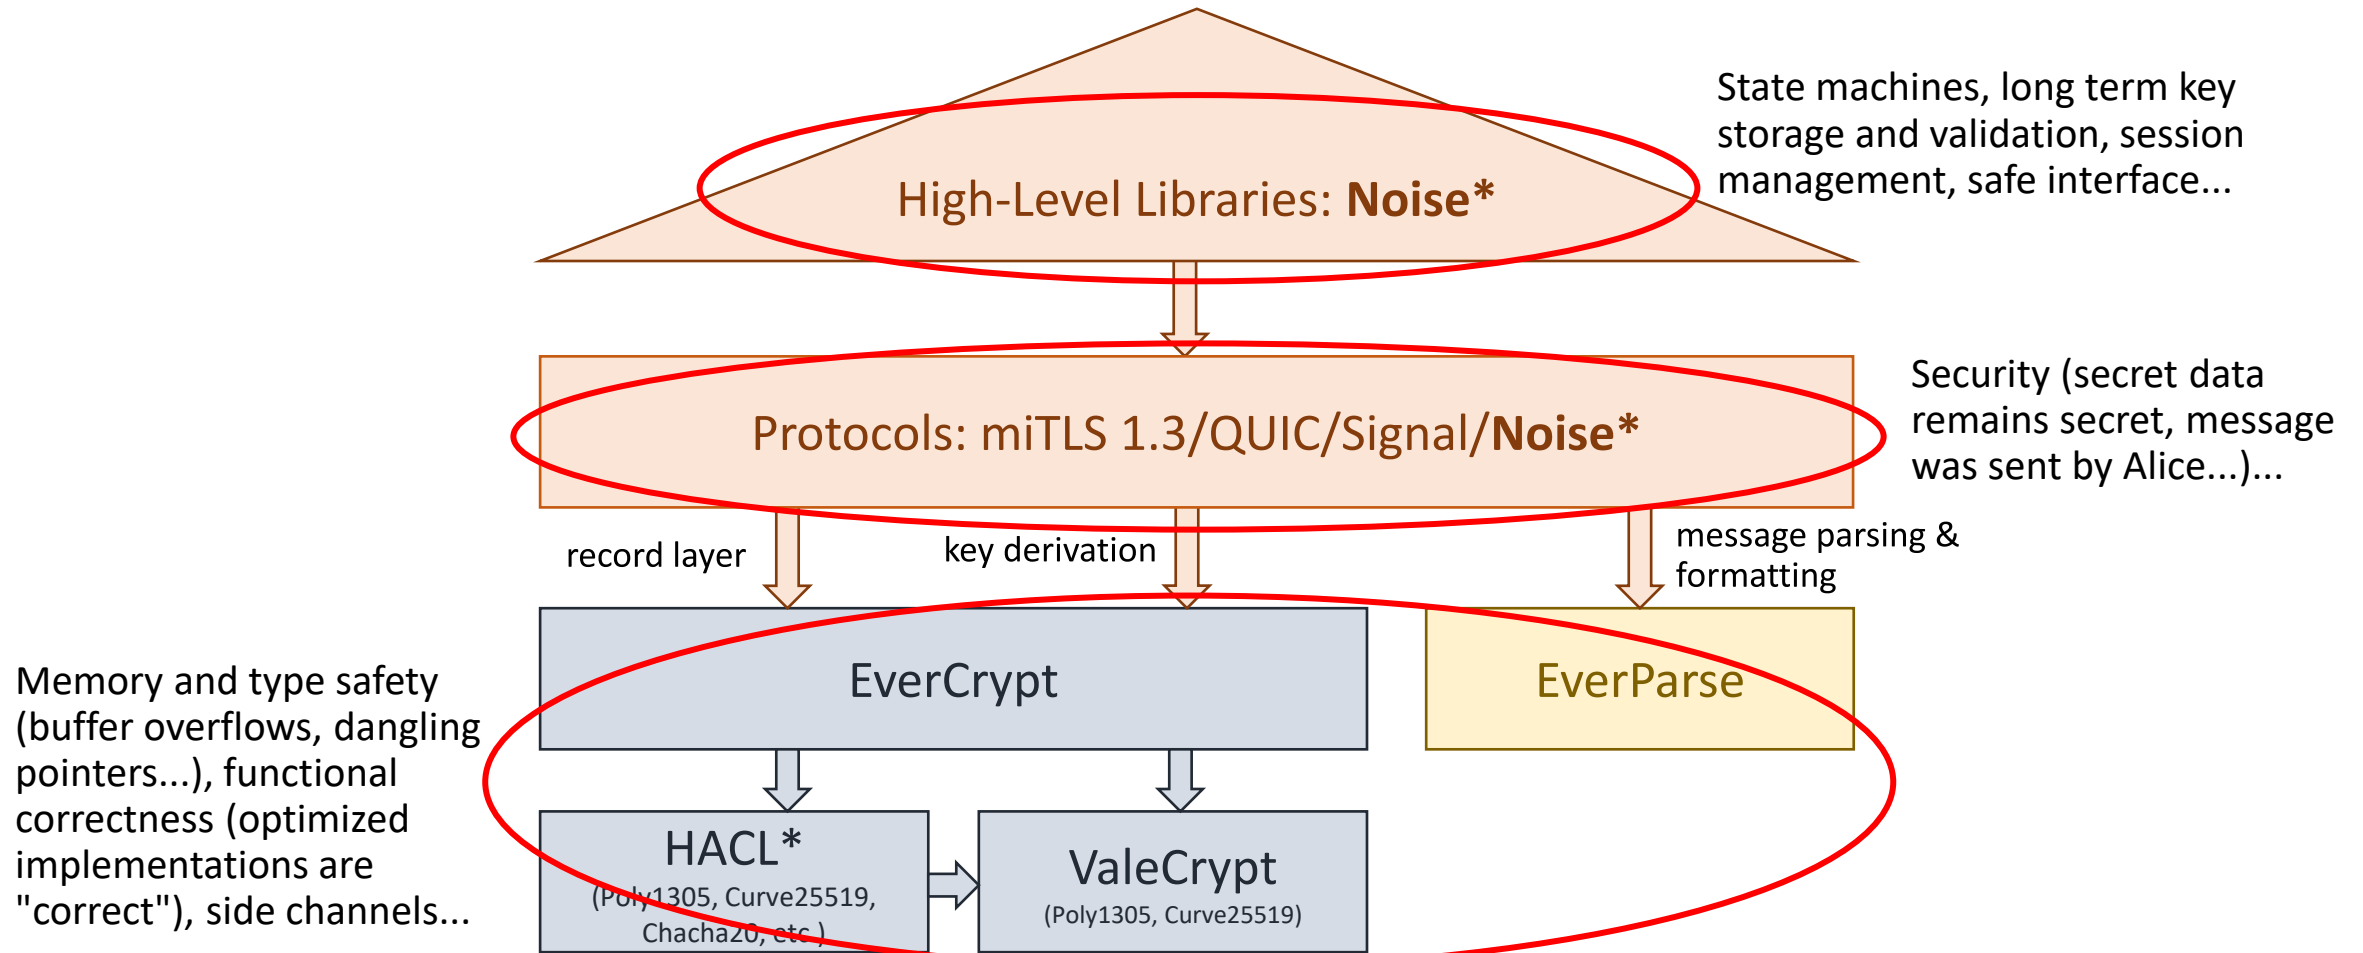 State machines, long term key
storage and validation, session
management, safe interface...
High-Level Libraries: Noise*
Protocols: miTLS 1.3/QUIC/Signal/Noise*
Security (secret data
remains secret, message
was sent by Alice...)...
record layer
key derivation
message parsing &
formatting
EverCrypt
EverParse
Memory and type safety
(buffer overflows, dangling
pointers...), functional
correctness (optimized
implementations are
"correct"), side channels...
HACL*
(Poly1305, Curve25519,
Chacha20, etc.)
ValeCrypt
(Poly1305, Curve25519)